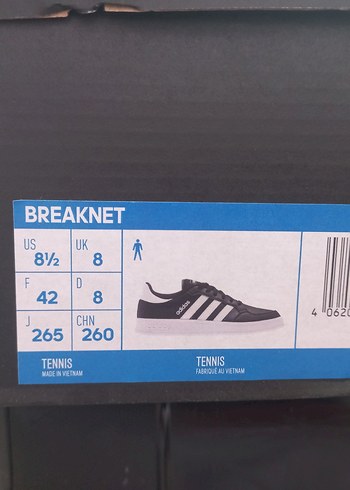 BREAKNET
US 8½ UK 8
F 42 D 8
J 265 CHN 260
adidas
TENNIS
MADE IN VIETNAM
TENNIS
FABRIQUÉ AU VIETNAM
4 0620